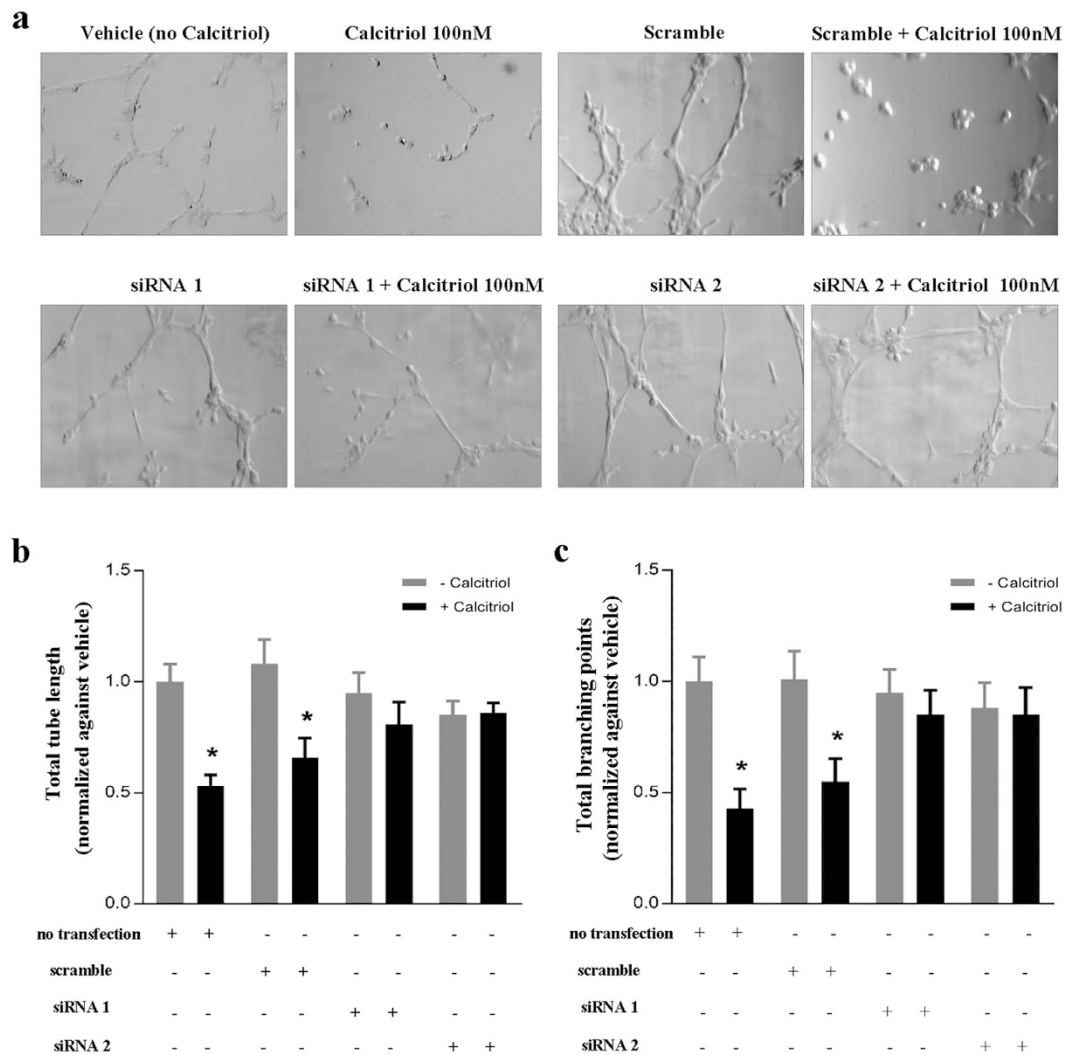 a
Vehicle (no Calcitriol) Calcitriol 100nM Scramble Scramble + Calcitriol 100nM
siRNA 1 siRNA 1 + Calcitriol 100nM siRNA 2 siRNA 2 + Calcitriol 100nM
b
Total tube length
(normalized against vehicle)
1.5
1.0
0.5
0.0
- Calcitriol
+ Calcitriol
* *
no transfection + + - - - - - -
scramble - - + + - - - -
siRNA 1 - - - - + + - -
siRNA 2 - - - - - - + +
c
Total branching points
(normalized against vehicle)
1.5
1.0
0.5
0.0
- Calcitriol
+ Calcitriol
* *
no transfection + + - - - - - -
scramble - - + + - - - -
siRNA 1 - - - - + + - -
siRNA 2 - - - - - - + +